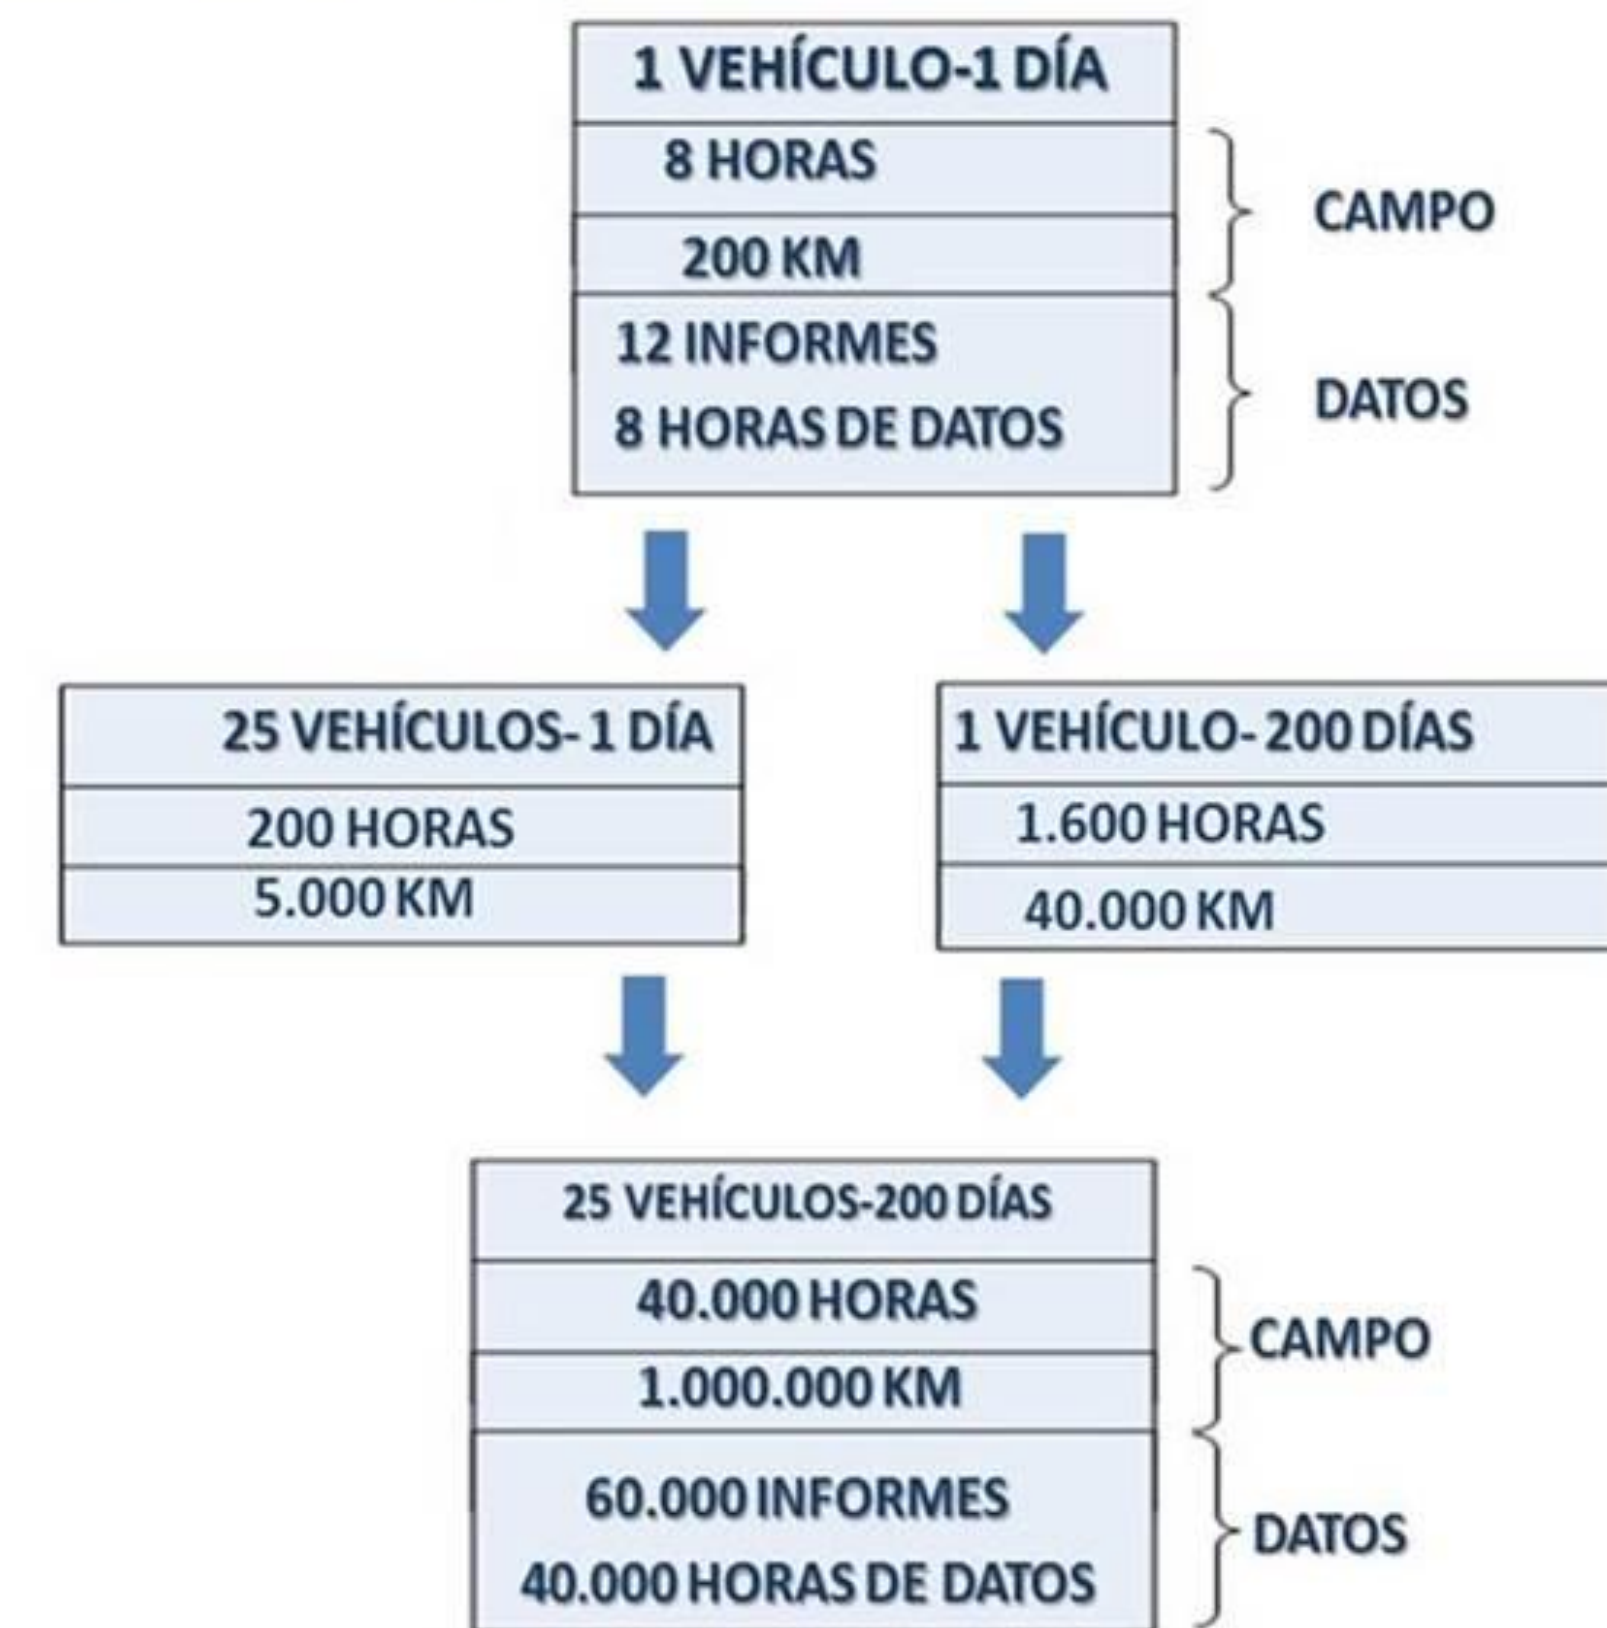 1 VEHÍCULO-1 DÍA
8 HORAS
200 KM
CAMPO
12 INFORMES
8 HORAS DE DATOS
DATOS
25 VEHÍCULOS- 1 DÍA
200 HORAS
5.000 KM
1 VEHÍCULO- 200 DÍAS
1.600 HORAS
40.000 KM
25 VEHÍCULOS-200 DÍAS
40.000 HORAS
1.000.000 KM
CAMPO
60.000 INFORMES
40.000 HORAS DE DATOS
DATOS